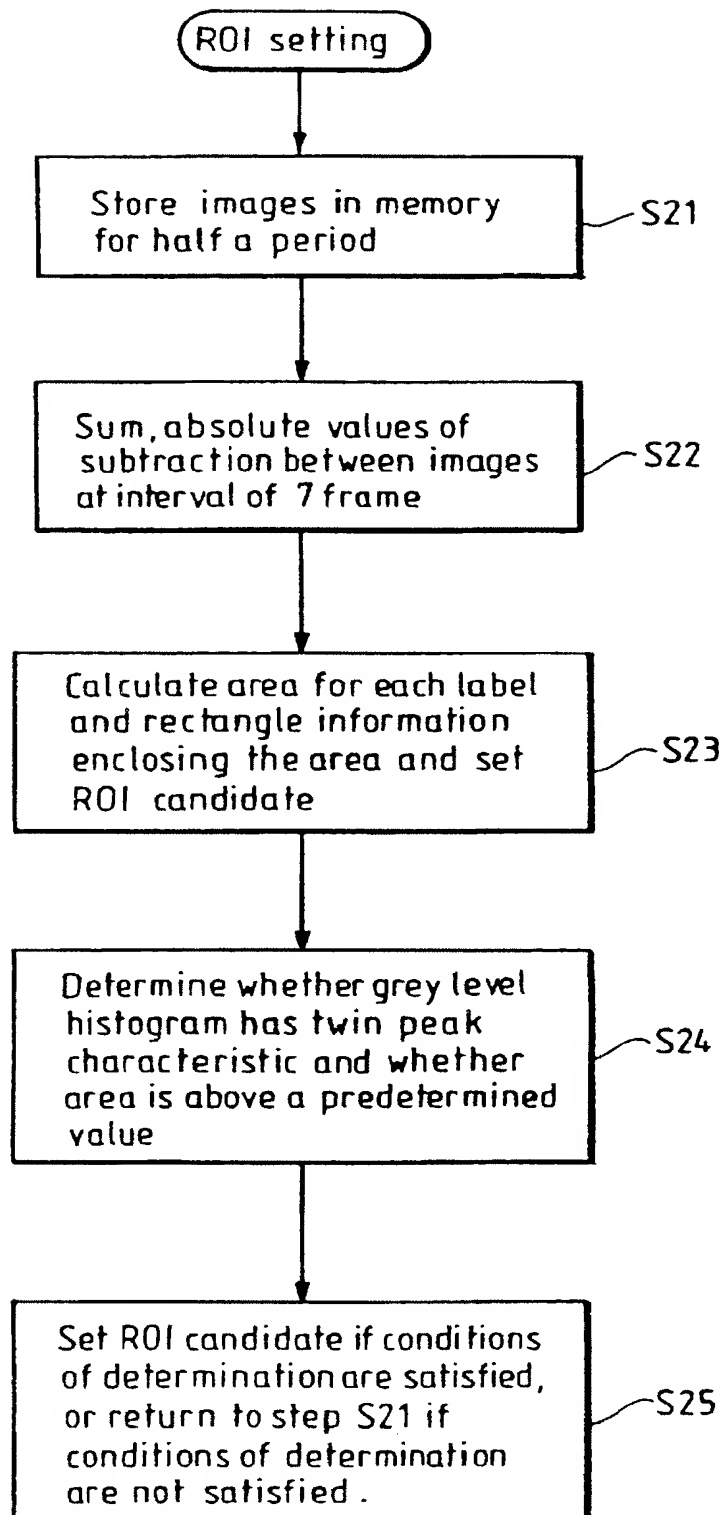 ROI setting
Store images in memory
for half a period
S21
Sum, absolute values of
subtraction between images
at interval of 7 frame
S22
Calculate area for each label
and rectangle information
enclosing the area and set
ROI candidate
S23
Determine whether grey level
histogram has twin peak
characteristic and whether
area is above a predetermined
value
S24
Set ROI candidate if conditions
of determination are satisfied,
or return to step S21 if
conditions of determination
are not satisfied.
S25